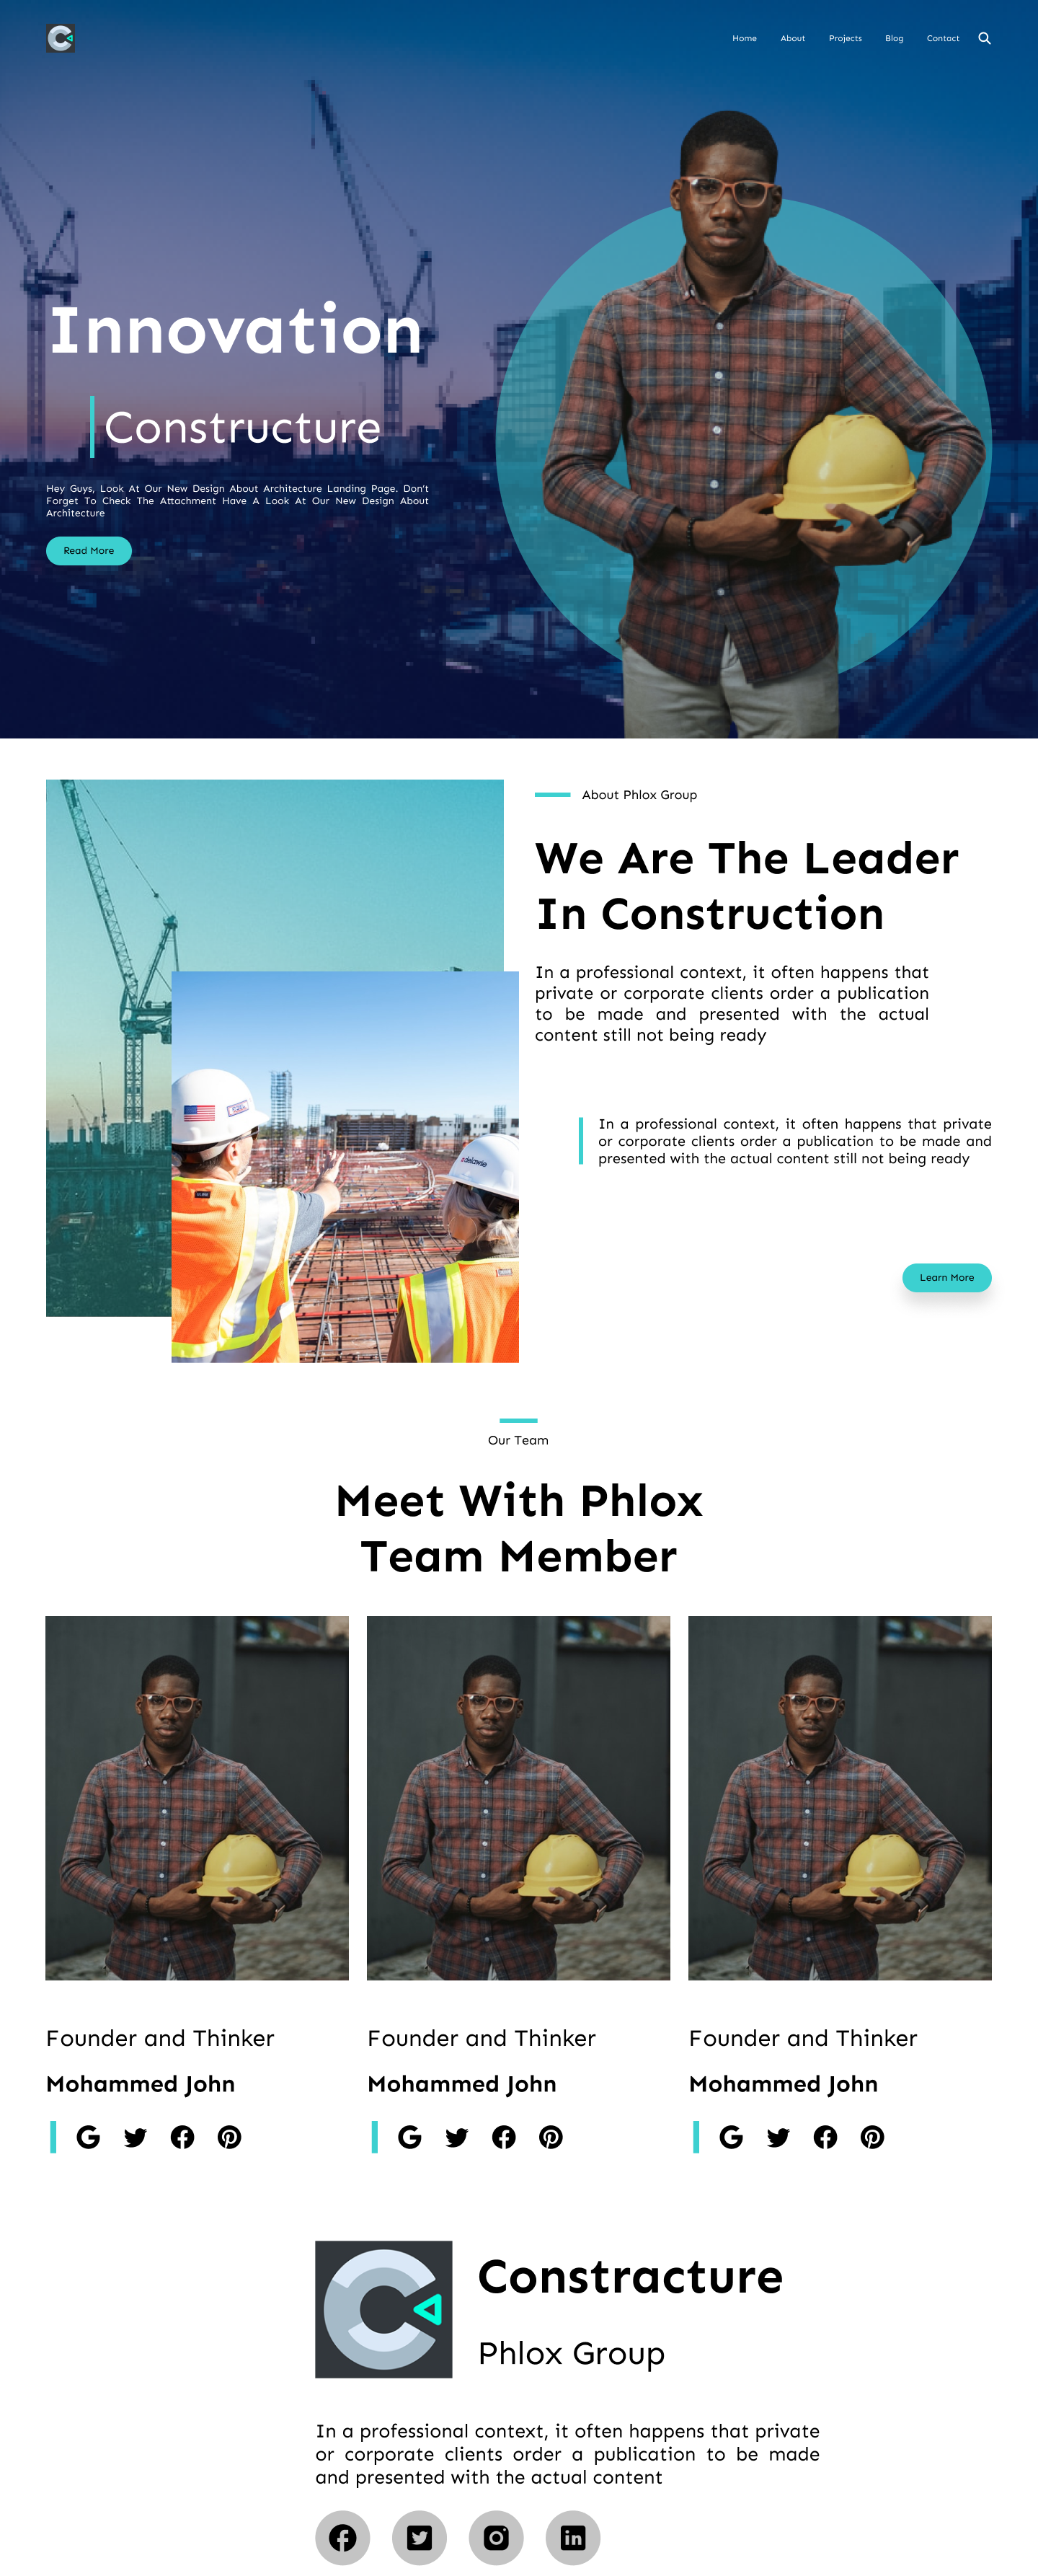 Home About Projects Blog Contact
Innovation
Constructure
Hey Guys, Look At Our New Design About Architecture Landing Page. Don't
Forget To Check The Attachment Have A Look At Our New Design About
Architecture
Read More
About Phlox Group
We Are The Leader
In Construction
In a professional context, it often happens that
private or corporate clients order a publication
to be made and presented with the actual
content still not being ready
In a professional context, it often happens that private
or corporate clients order a publication to be made and
presented with the actual content still not being ready
Learn More
Our Team
Meet With Phlox
Team Member
Founder and Thinker
Mohammed John
Founder and Thinker
Mohammed John
Founder and Thinker
Mohammed John
Constracture
Phlox Group
In a professional context, it often happens that private
or corporate clients order a publication to be made
and presented with the actual content